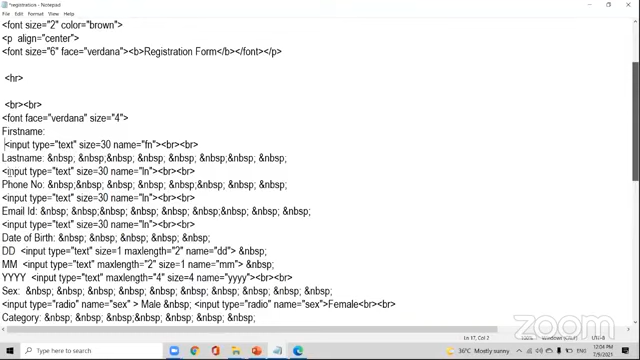 *registration - Notepad
File Edit Format View Help
<font size="2" color="brown">
<p align="center">
<font size="6" face="verdana"><b>Registration Form</b></font></p>
<hr>
<br><br>
<font face="verdana" size="4">
Firstname:
<input type="text" size=30 name="fn"><br><br>
Lastname: &nbsp; &nbsp;&nbsp; &nbsp; &nbsp; &nbsp;&nbsp; &nbsp;
<input type="text" size=30 name="ln"><br><br>
Phone No: &nbsp;&nbsp; &nbsp; &nbsp; &nbsp;&nbsp; &nbsp;
<input type="text" size=30 name="ln"><br><br>
Email Id: &nbsp; &nbsp;&nbsp; &nbsp; &nbsp;&nbsp; &nbsp; &nbsp;
<input type="text" size=30 name="ln"><br><br>
Date of Birth: &nbsp; &nbsp; &nbsp; &nbsp;
DD <input type="text" size=1 maxlength="2" name="dd"> &nbsp;
MM <input type="text" maxlength="2" size=1 name="mm"> &nbsp;
YYYY <input type="text" maxlength="4" size=4 name="yyyy"><br><br>
Sex: &nbsp; &nbsp; &nbsp; &nbsp; &nbsp; &nbsp; &nbsp; &nbsp; &nbsp;
<input type="radio" name="sex" > Male &nbsp; <input type="radio" name="sex">Female<br><br>
Category: &nbsp; &nbsp; &nbsp; &nbsp; &nbsp; &nbsp;
Ln 17, Col 2 100% Windows (CRLF) UTF-8
zoom
Type here to search
36°C Mostly sunny ENG 12:04 PM
7/9/2021